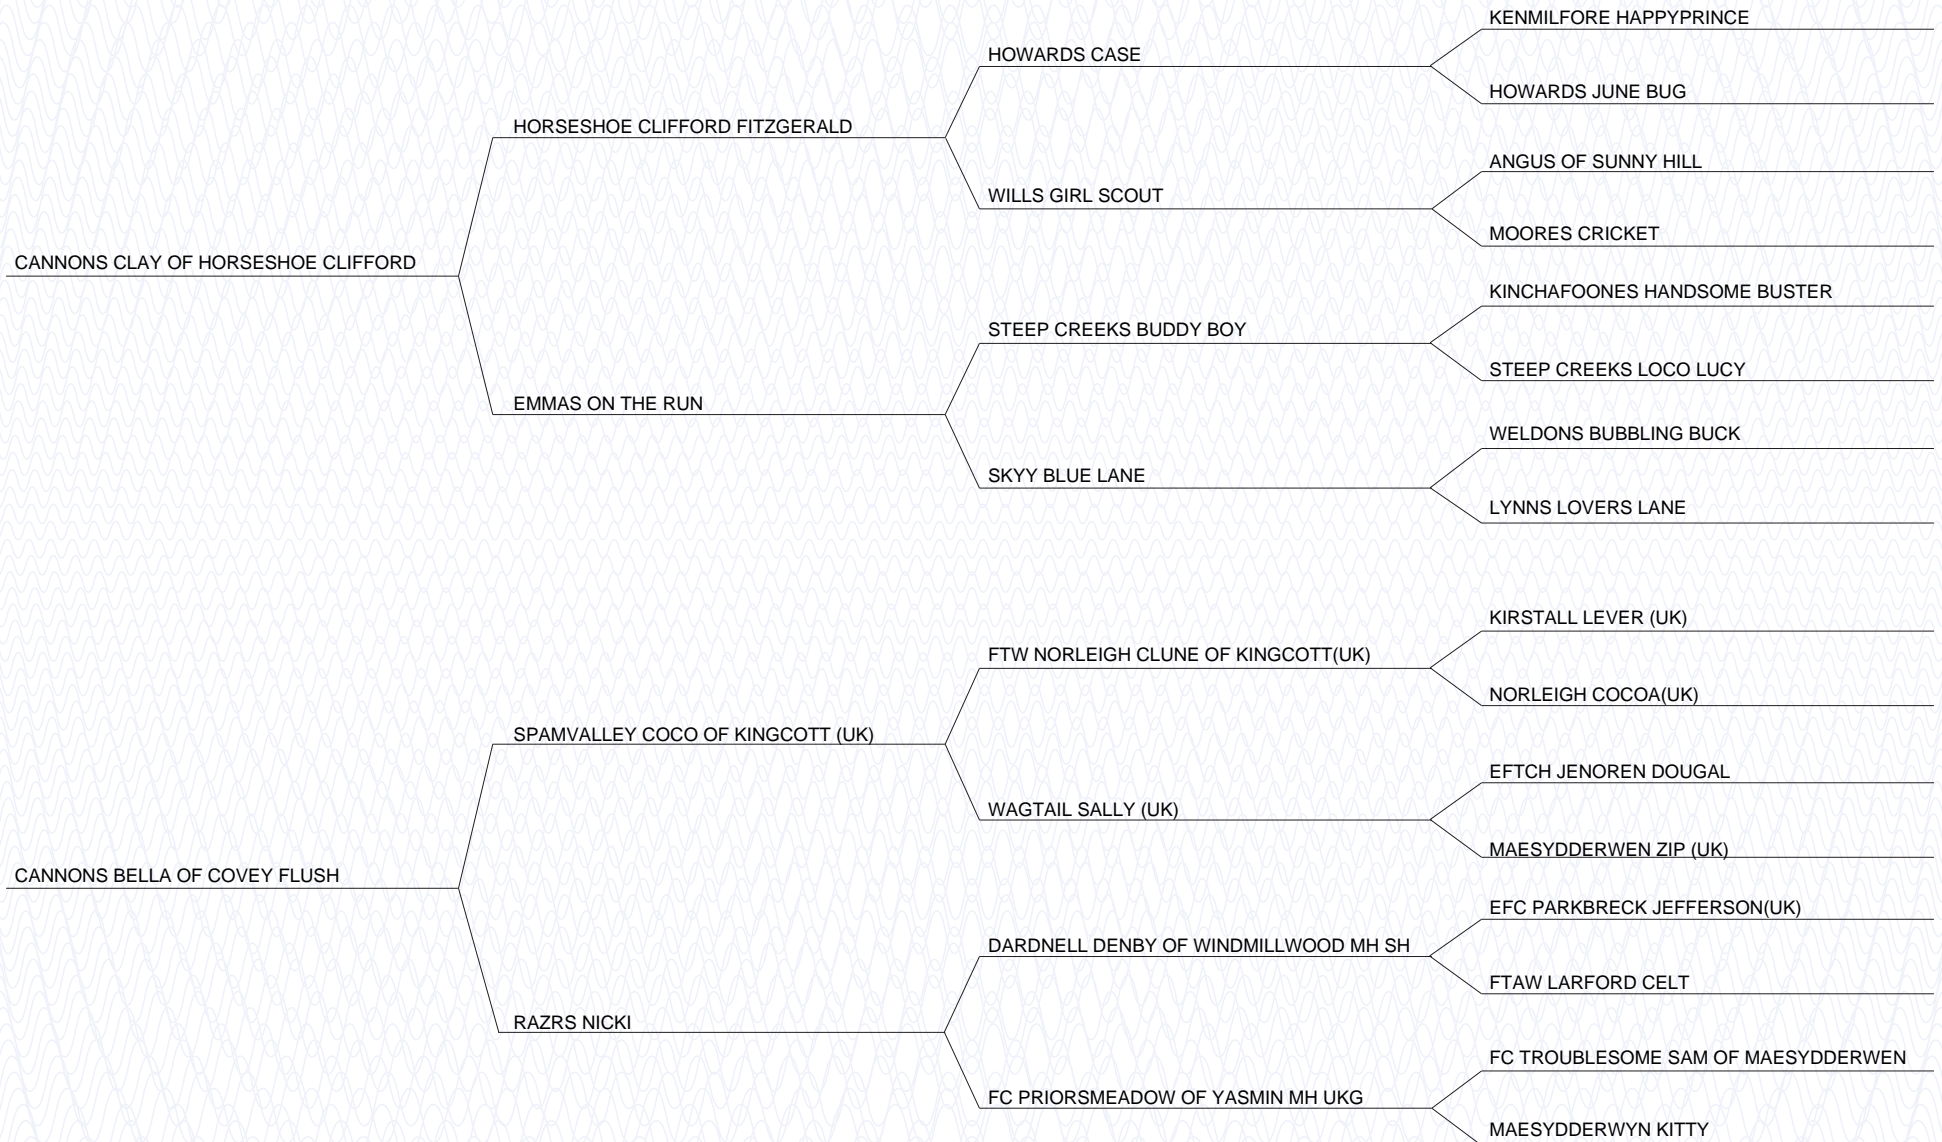 KENMILFORE HAPPYPRINCE
HOWARDS CASE
HOWARDS JUNE BUG
HORSESHOE CLIFFORD FITZGERALD
ANGUS OF SUNNY HILL
WILLS GIRL SCOUT
MOORES CRICKET
CANNONS CLAY OF HORSESHOE CLIFFORD
KINCHAFOONES HANDSOME BUSTER
STEEP CREEKS BUDDY BOY
STEEP CREEKS LOCO LUCY
EMMAS ON THE RUN
WELDONS BUBBLING BUCK
SKYY BLUE LANE
LYNNS LOVERS LANE
KIRSTALL LEVER (UK)
FTW NORLEIGH CLUNE OF KINGCOTT(UK)
NORLEIGH COCOA(UK)
SPAMVALLEY COCO OF KINGCOTT (UK)
EFTCH JENOREN DOUGAL
WAGTAIL SALLY (UK)
MAESYDDERWEN ZIP (UK)
CANNONS BELLA OF COVEY FLUSH
EFC PARKBRECK JEFFERSON(UK)
DARDNELL DENBY OF WINDMILLWOOD MH SH
FTAW LARFORD CELT
RAZRS NICKI
FC TROUBLESOME SAM OF MAESYDDERWEN
FC PRIORSMEADOW OF YASMIN MH UKG
MAESYDDERWYN KITTY